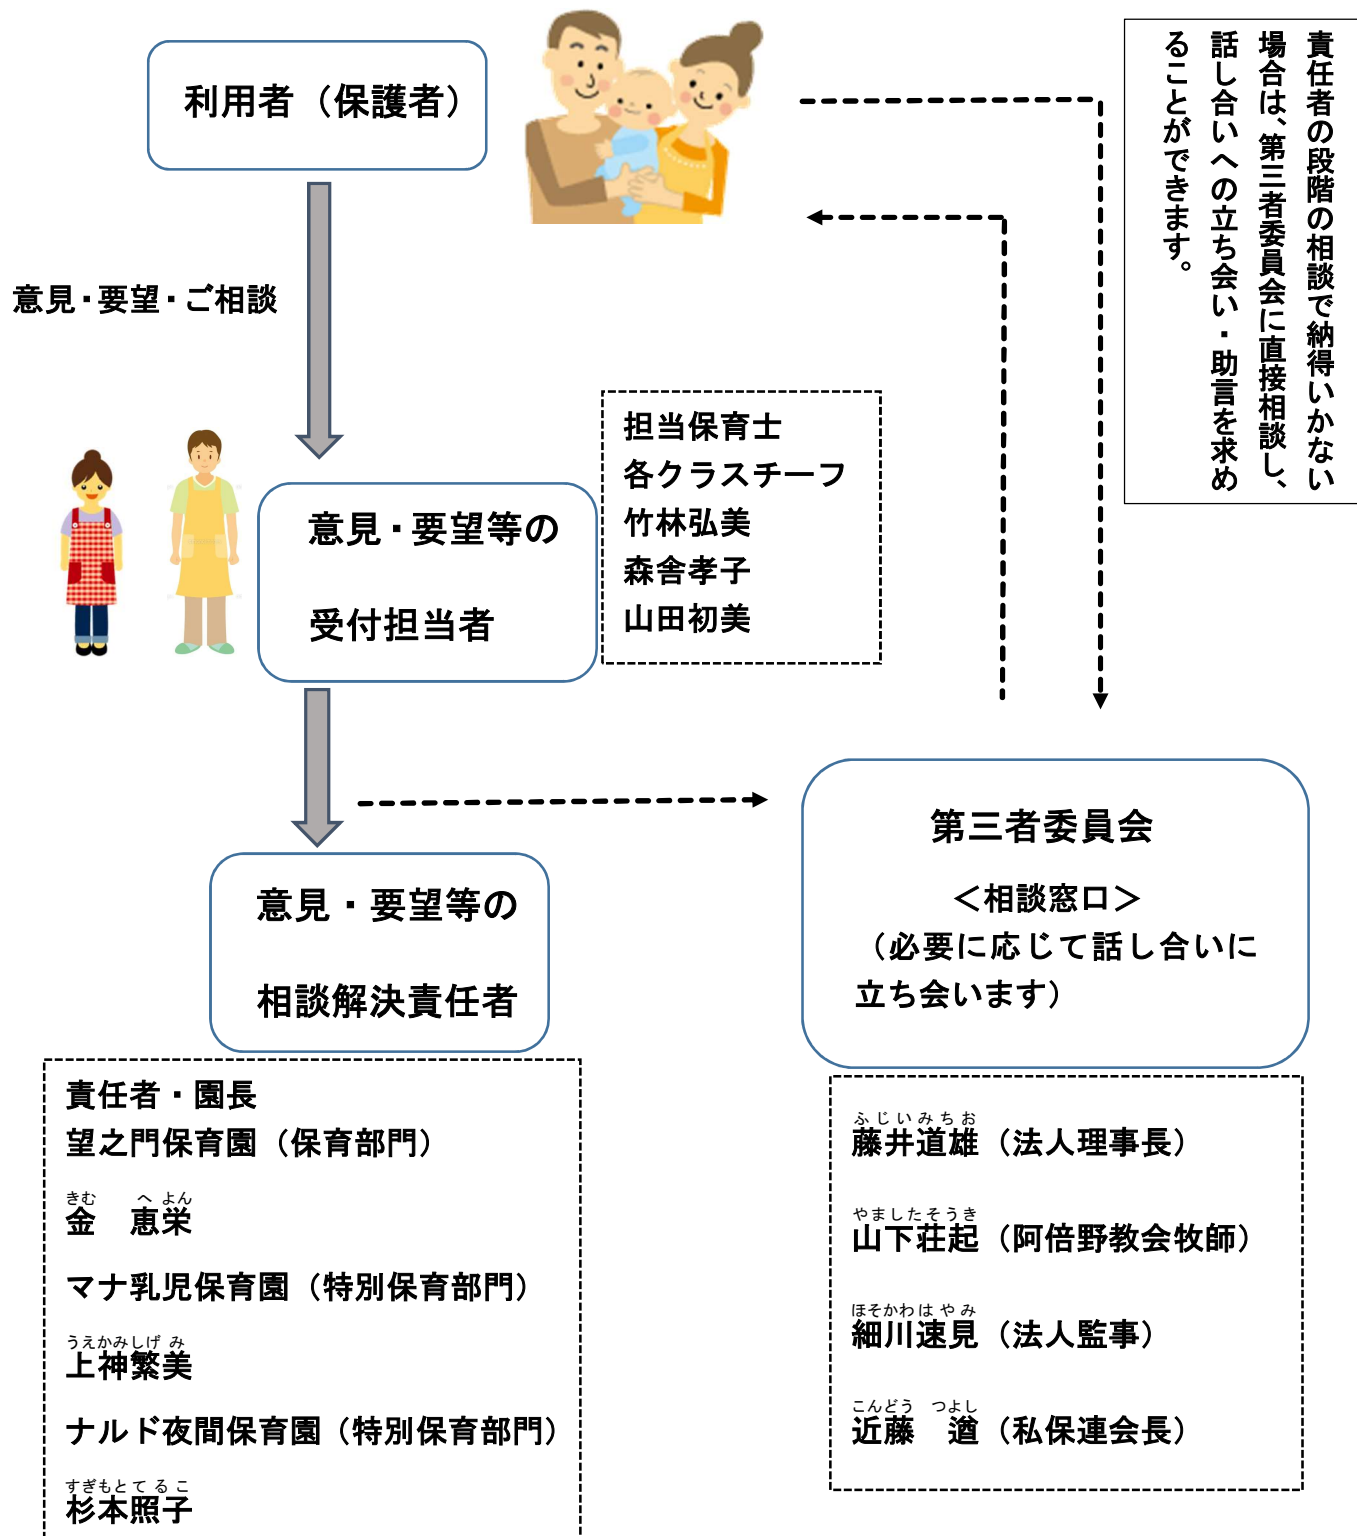 利用者（保護者）
責任者の段階の相談で納得いかない
場合は、第三者委員会に直接相談し、
話し合いへの立ち会い・助言を求め
ることができます。
意見・要望・ご相談
意見・要望等の
受付担当者
担当保育士
各クラスチーフ
竹林弘美
森舎孝子
山田初美
意見・要望等の
相談解決責任者
責任者・園長
望之門保育園（保育部門）
きむ　へ よん
金　恵栄
マナ乳児保育園（特別保育部門）
うえかみしげ み
上神繁美
ナルド夜間保育園（特別保育部門）
すぎもと て る こ
杉本照子
第三者委員会
＜相談窓口＞
（必要に応じて話し合いに
立ち会います）
ふ じ い み ち お
藤井道雄（法人理事長）
やましたそうき
山下荘起（阿倍野教会牧師）
ほそかわ は や み
細川速見（法人監事）
こんどう　つよし
近藤　遒（私保連会長）